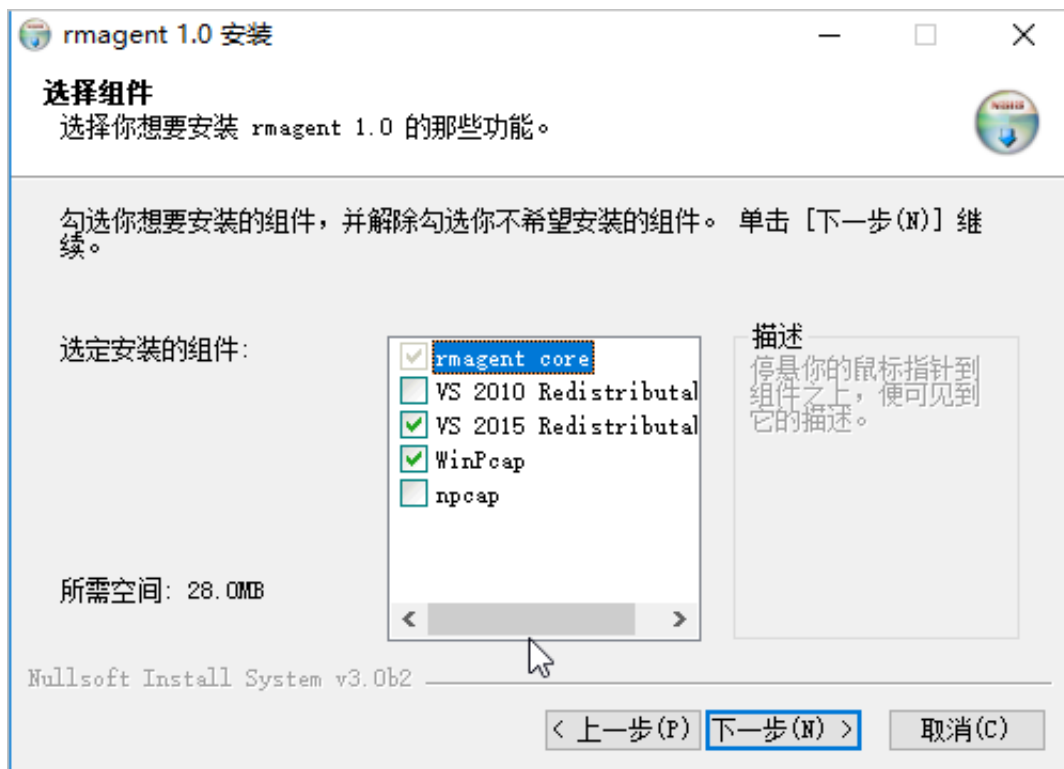 rmagent 1.0 安装
选择组件
选择你想要安装 rmagent 1.0 的那些功能。
勾选你想要安装的组件，并解除勾选你不希望安装的组件。 单击 [下一步(N)] 继
续。
选定安装的组件:
rmagent core
VS 2010 Redistributal
VS 2015 Redistributal
WinPcap
npcap
描述
停悬你的鼠标指针到
组件之上，便可见到
它的描述。
所需空间: 28.0MB
Nullsoft Install System v3.0b2
< 上一步(P)
下一步(N) >
取消(C)